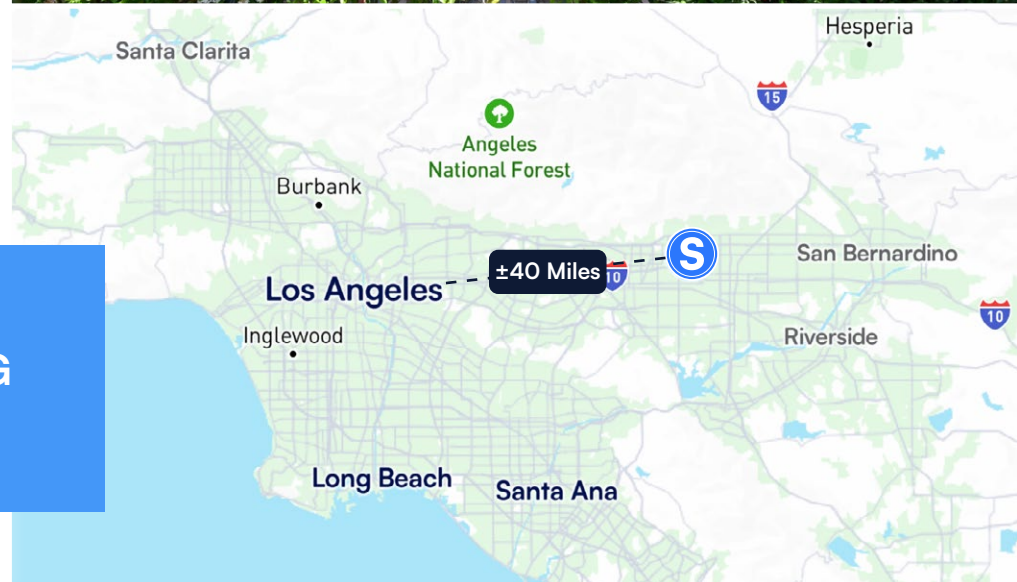 Hesperia
Santa Clarita
15
Angeles
National Forest
Burbank
S
San Bernardino
±40 Miles
10
Los Angeles
10
Inglewood
Riverside
G
Long Beach
Santa Ana